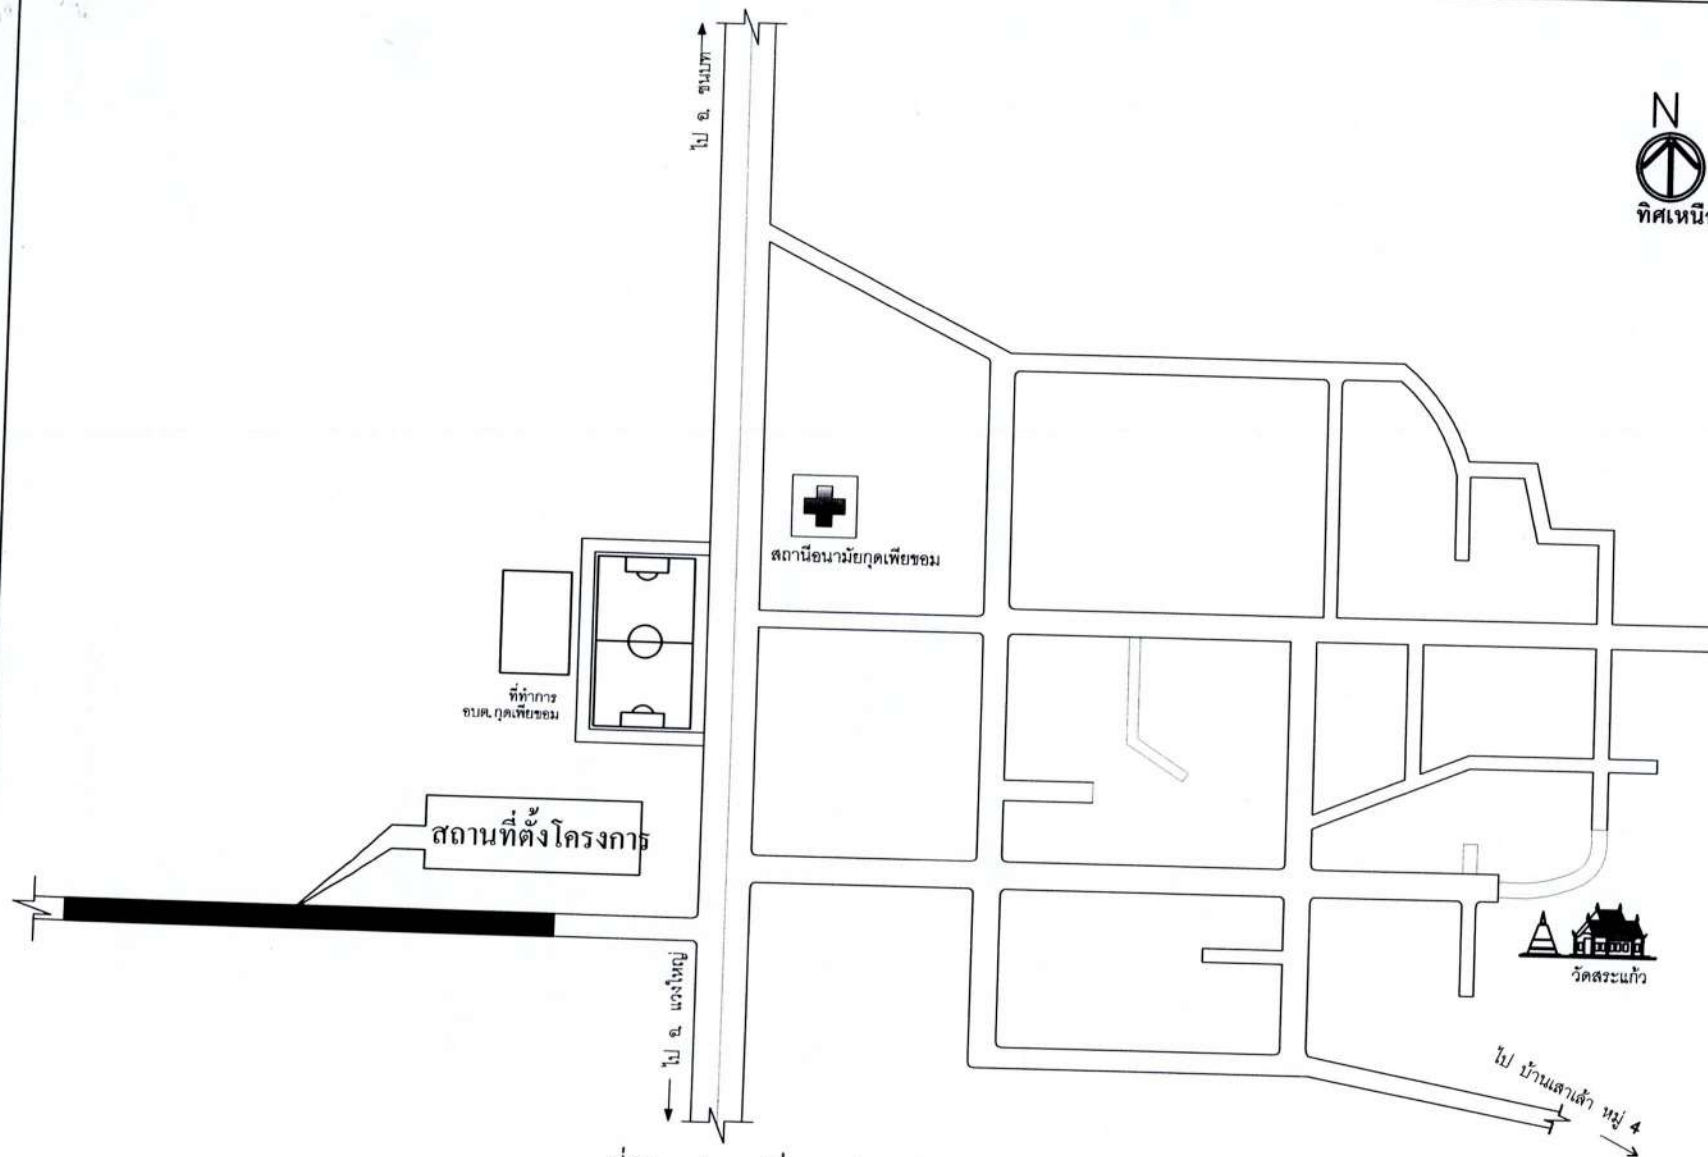 ไป อ. ชนบท
N
ทิศเหนือ
สถานีอนามัยกุดเพียขอม
ที่ทำการ
อบต.กุดเพียขอม
สถานที่ตั้งโครงการ
วัดสระแก้ว
ไป อ. แวงใหญ่
ไป บ้านเสาเล้า หมู่ 4